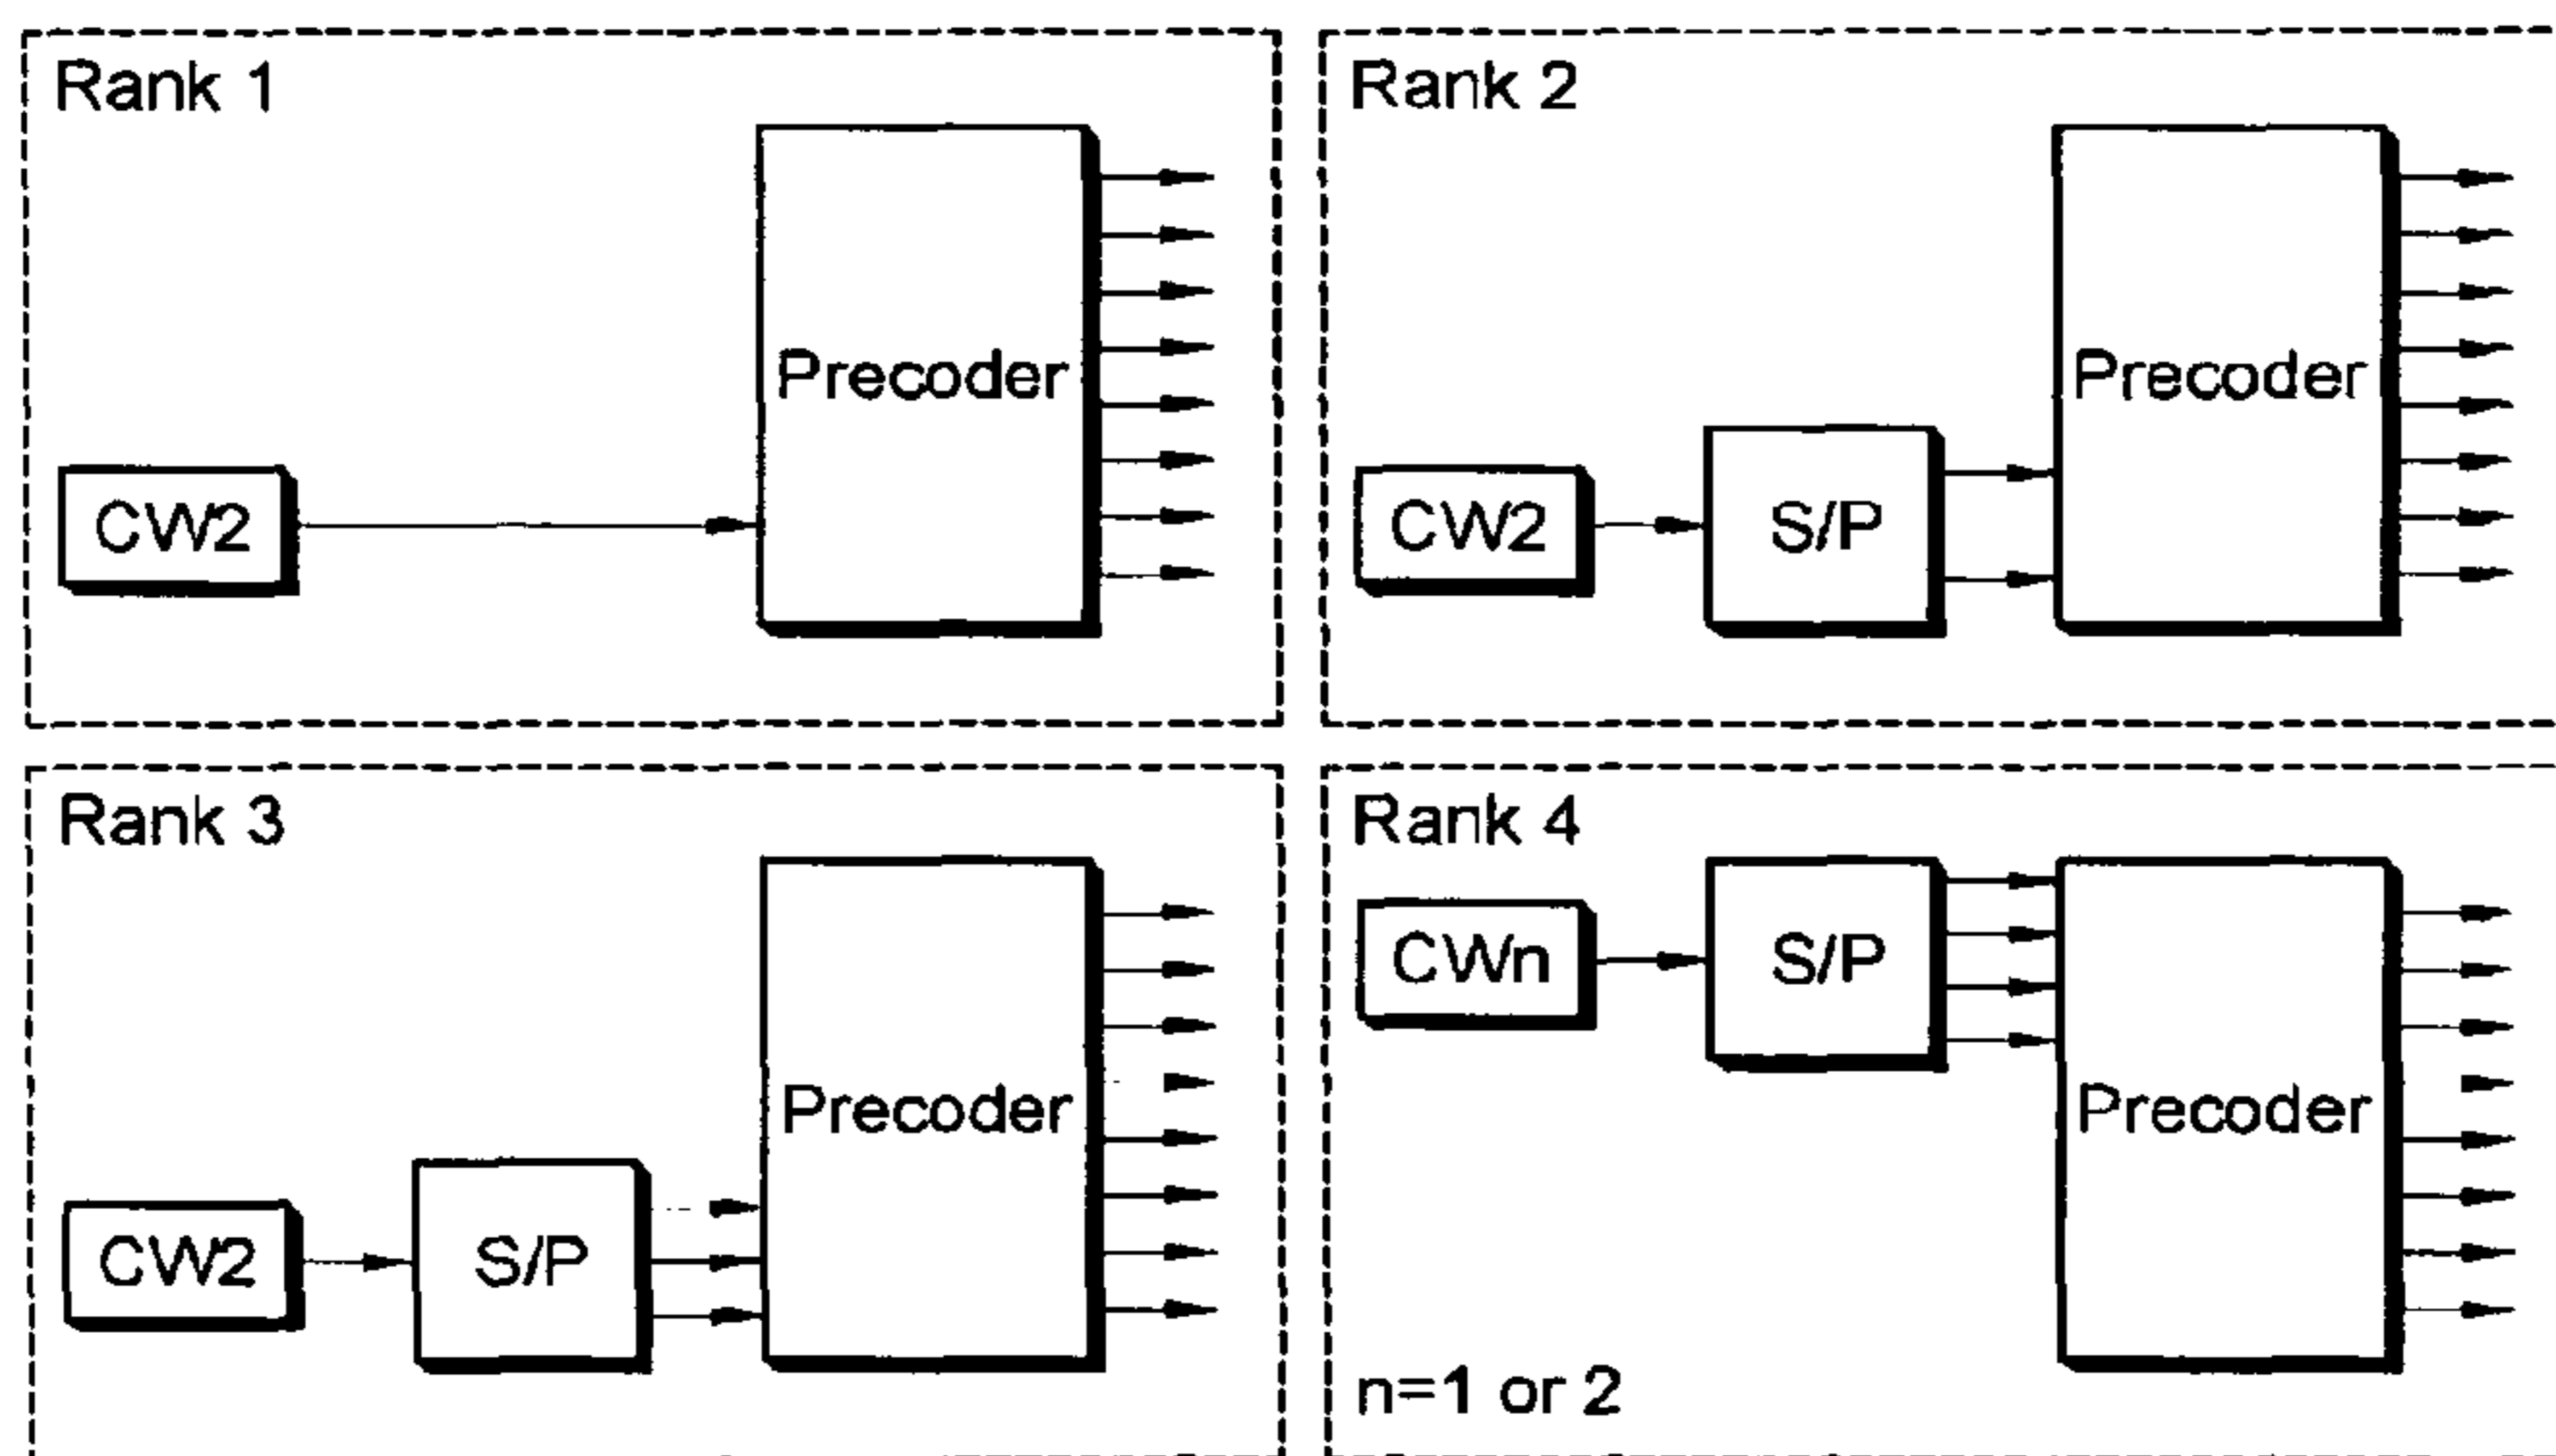 Rank 1
Precoder
CW2
Rank 2
Precoder
CW2
S/P
Rank 3
Precoder
CW2
S/P
Rank 4
CWn
S/P
Precoder
n=1 or 2